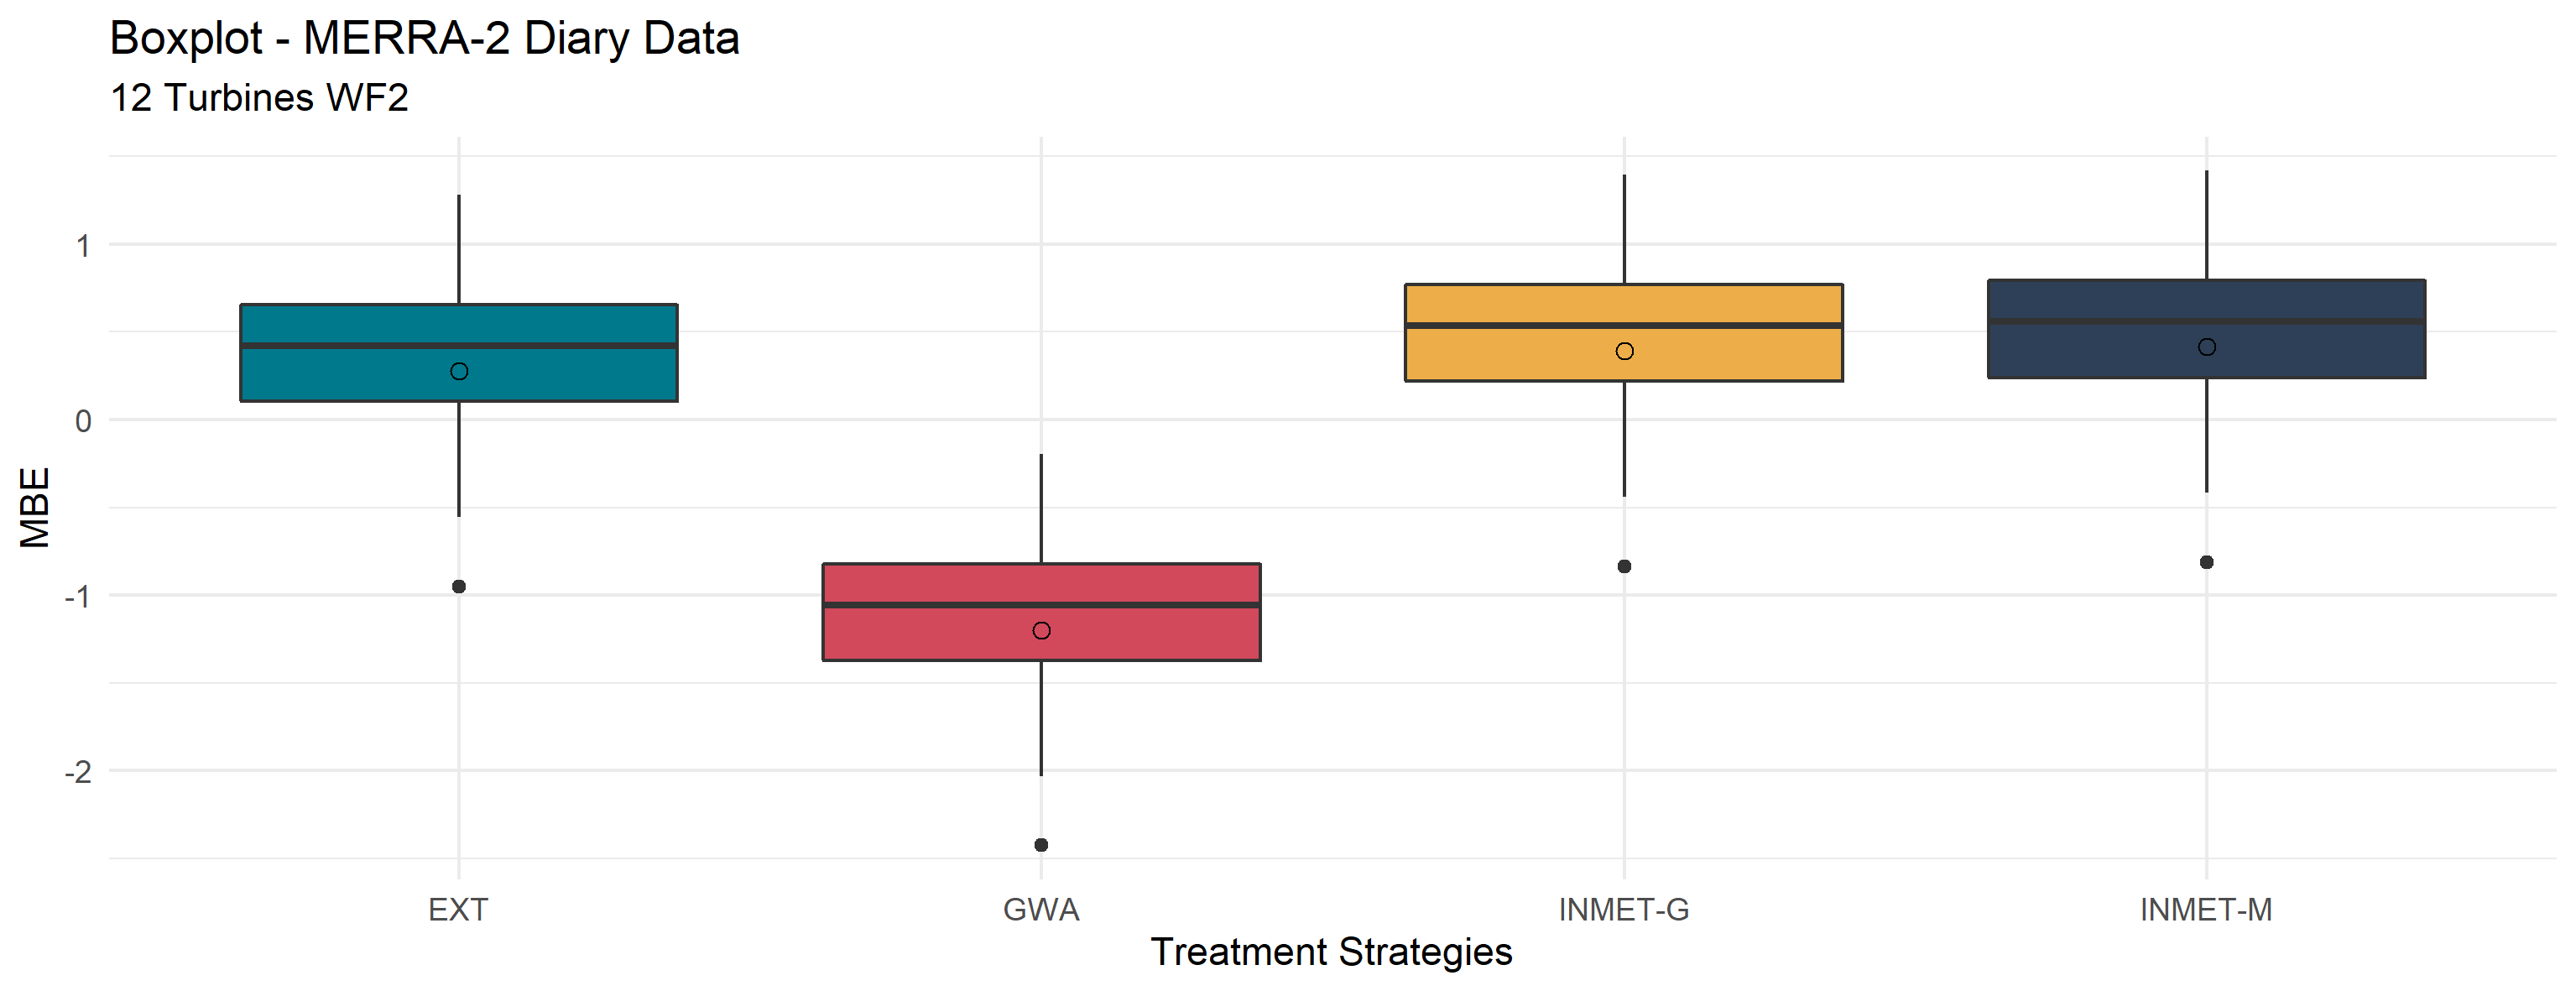 Boxplot - MERRA-2 Diary Data
12 Turbines WF2
1
0
-1
-2
MBE
EXT GWA INMET-G INMET-M
Treatment Strategies